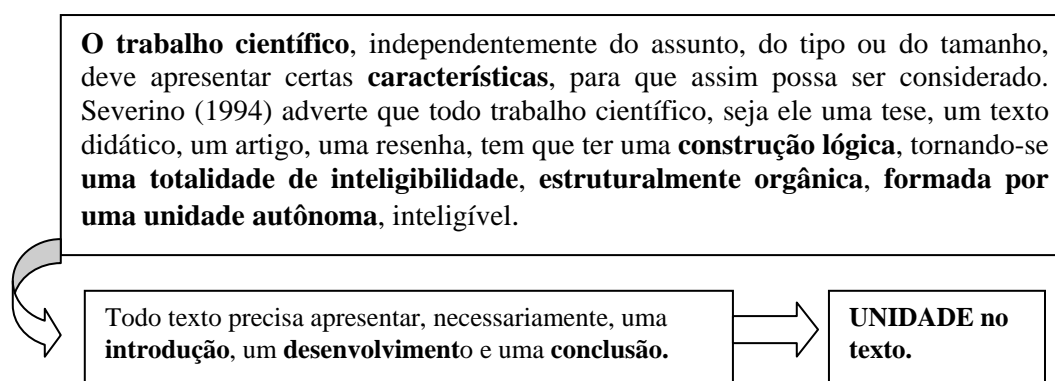 O trabalho científico, independentemente do assunto, do tipo ou do tamanho,
deve apresentar certas características, para que assim possa ser considerado.
Severino (1994) adverte que todo trabalho científico, seja ele uma tese, um texto
didático, um artigo, uma resenha, tem que ter uma construção lógica, tornando-se
uma totalidade de inteligibilidade, estruturalmente orgânica, formada por
uma unidade autônoma, inteligível.
Todo texto precisa apresentar, necessariamente, uma
introdução, um desenvolvimento e uma conclusão.
UNIDADE no
texto.